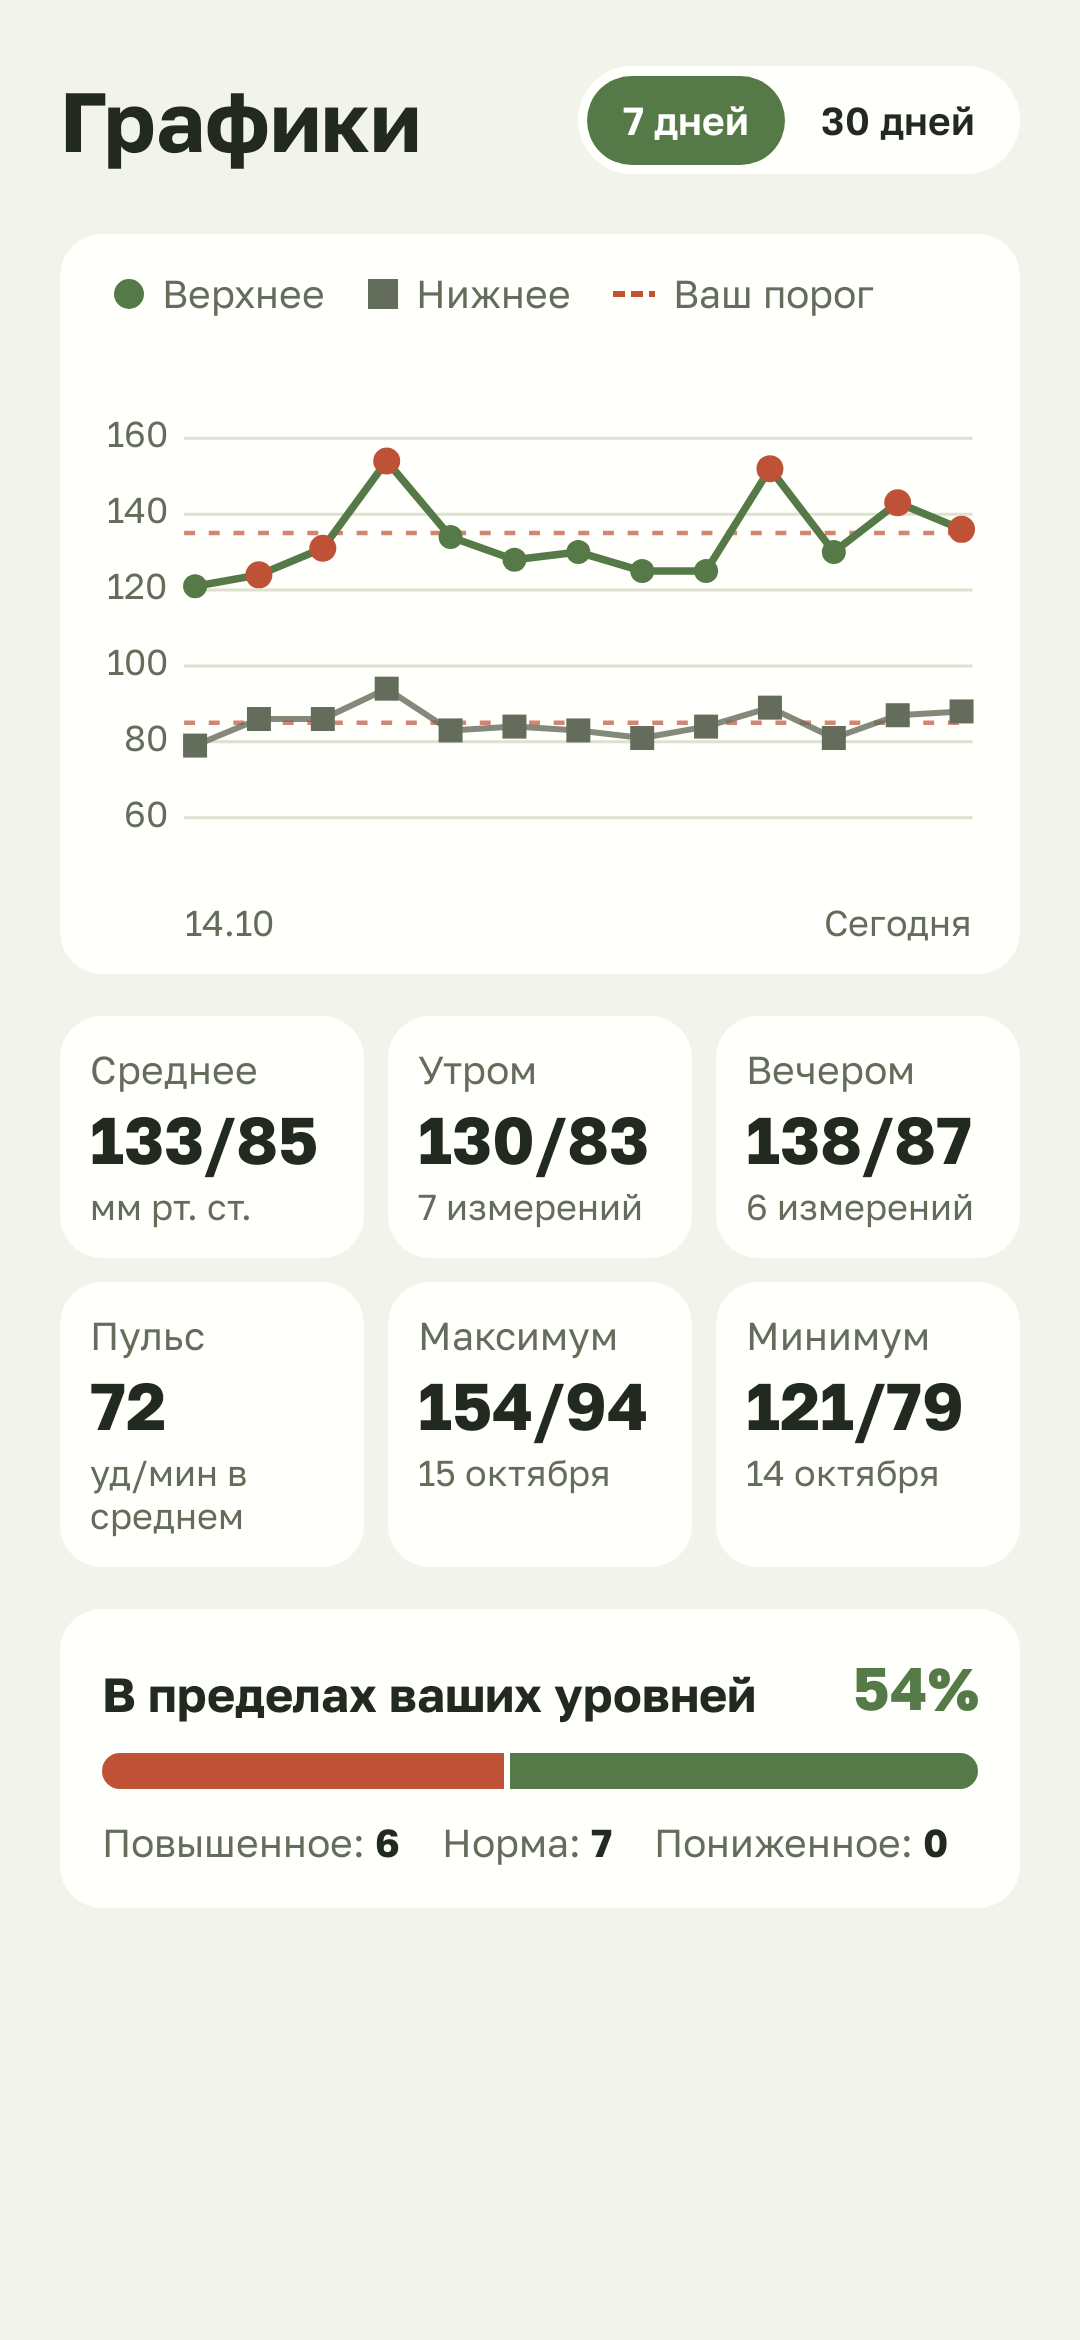 Графики
7 дней 30 дней
Верхнее Нижнее Ваш порог
160
140
120
100
80
60
14.10 Сегодня
Среднее
133/85
мм рт. ст.
Утром
130/83
7 измерений
Вечером
138/87
6 измерений
Пульс
72
уд/мин в
среднем
Максимум
154/94
15 октября
Минимум
121/79
14 октября
В пределах ваших уровней 54%
Повышенное: 6 Норма: 7 Пониженное: 0